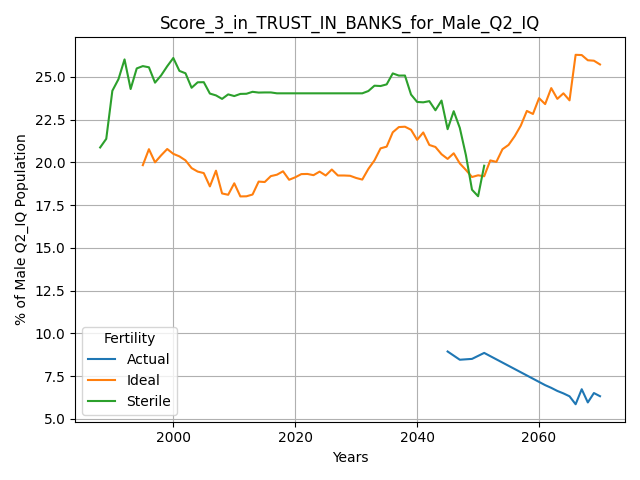 Score_3_in_TRUST_IN_BANKS_for_Male_Q2_IQ
% of Male Q2_IQ Population
25.0
22.5
20.0
17.5
15.0
12.5
10.0
7.5
5.0
Fertility
Actual
Ideal
Sterile
2000
2020
2040
2060
Years